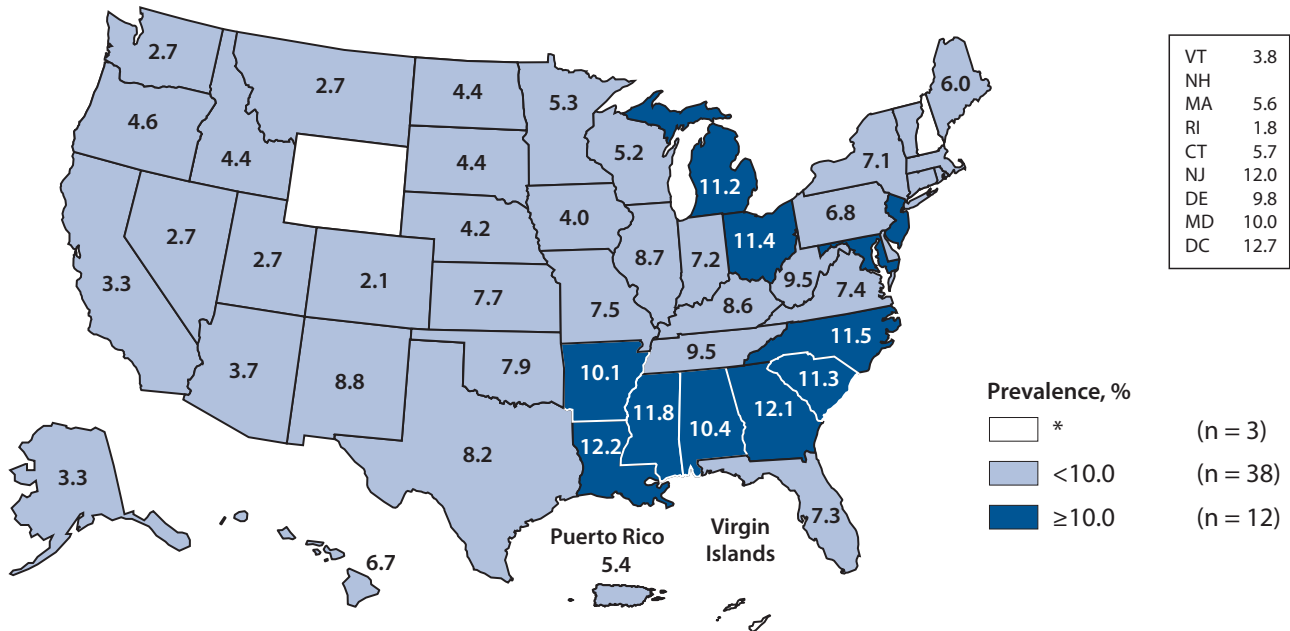 2.7
2.7
4.4
5.3
6.0
4.6
4.4
4.4
5.2
7.1
11.2
4.2
4.0
6.8
2.7
2.7
2.1
8.7
7.2
11.4
9.5
7.4
3.3
7.7
7.5
8.6
11.5
3.7
8.8
7.9
10.1
9.5
11.3
11.8
10.4
12.1
12.2
8.2
7.3
3.3
6.7
Puerto Rico
5.4
Virgin
Islands
VT 3.8
NH
MA 5.6
RI 1.8
CT 5.7
NJ 12.0
DE 9.8
MD 10.0
DC 12.7
Prevalence, %
* (n = 3)
<10.0 (n = 38)
≥10.0 (n = 12)